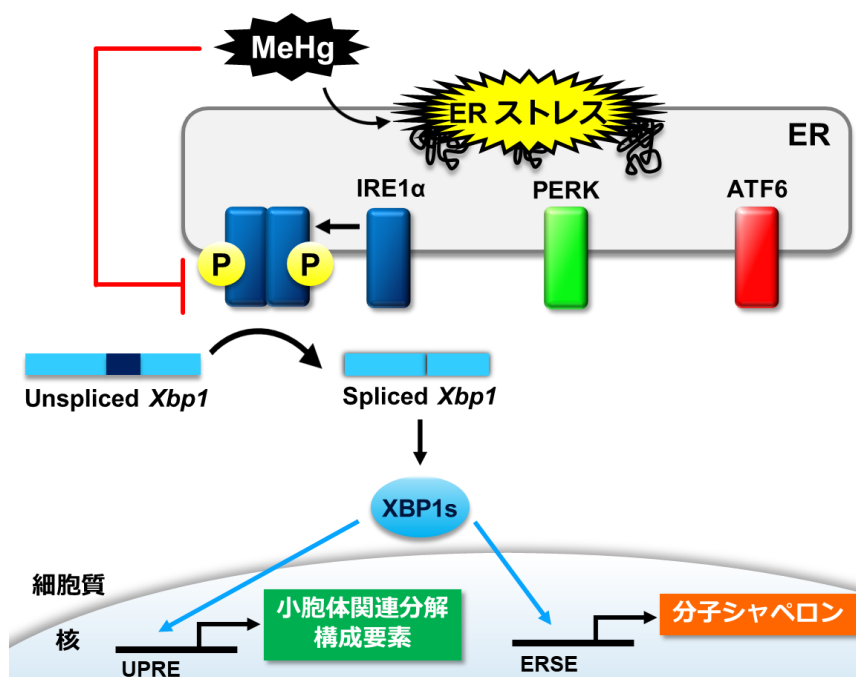 MeHg
ER ストレス
ER
IRE1α
PERK
ATF6
P
P
Unspliced Xbp1
Spliced Xbp1
XBP1s
細胞質
核
小胞体関連分解
構成要素
分子シャペロン
UPRE
ERSE